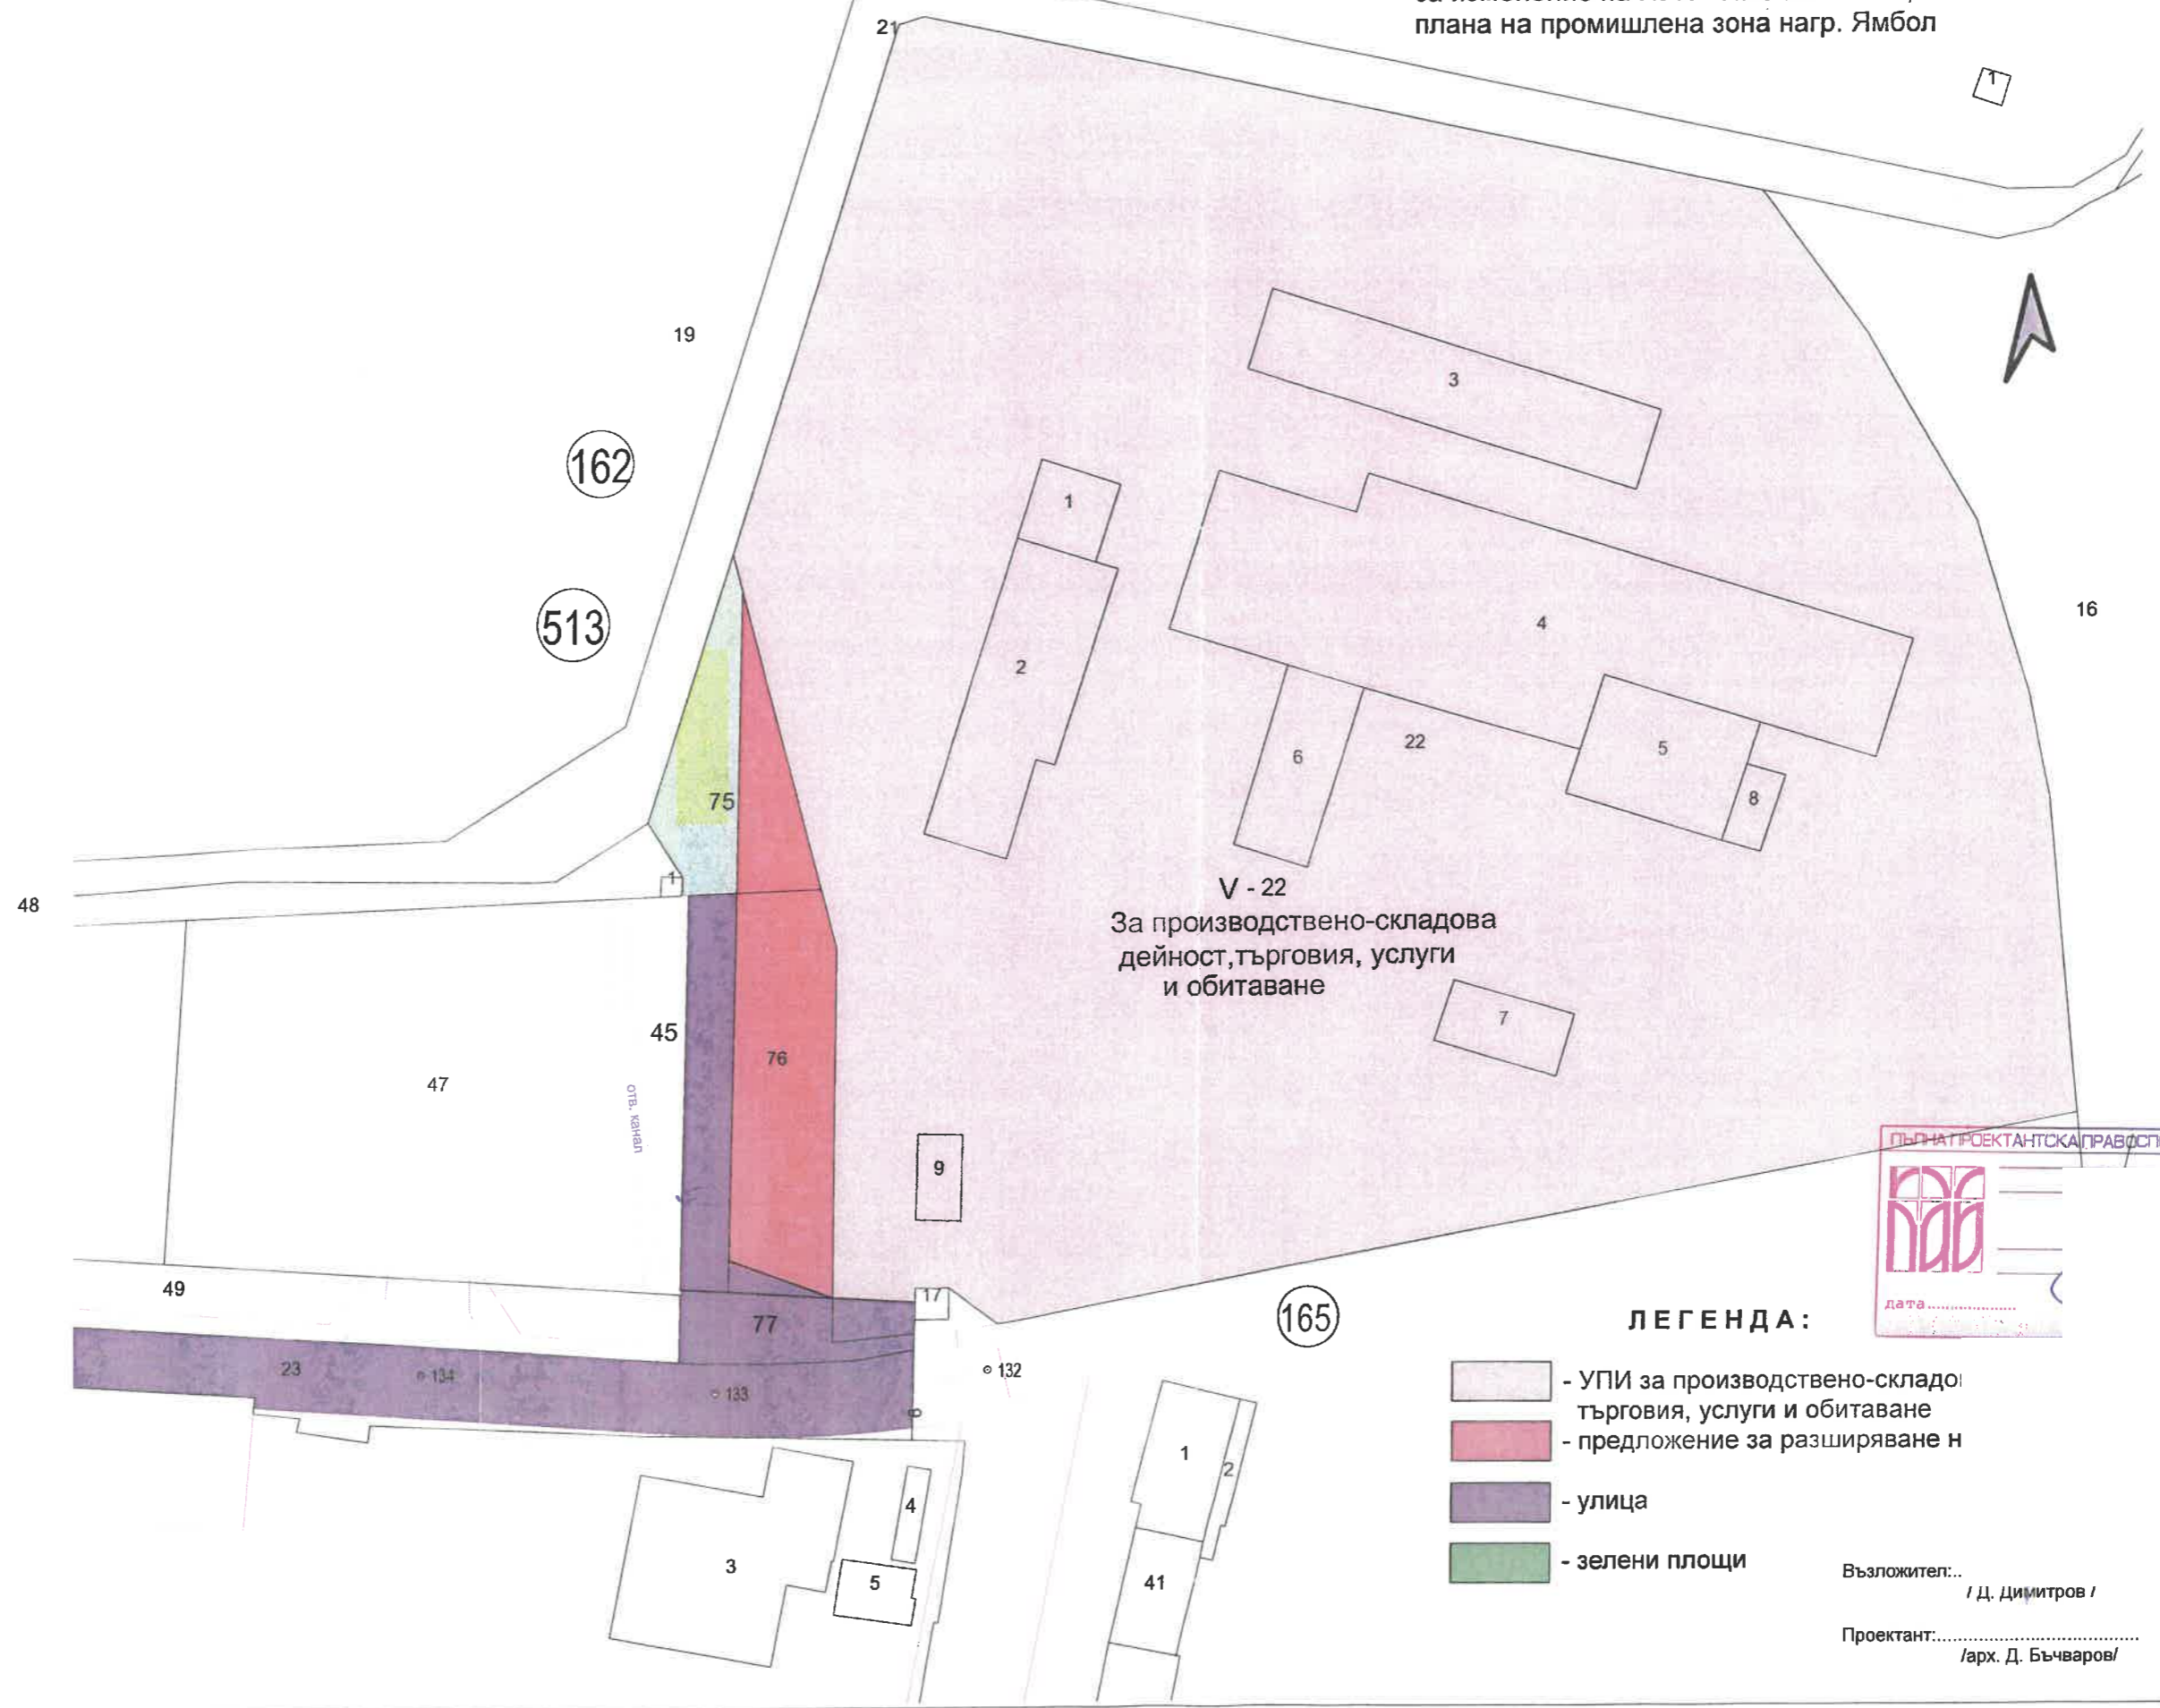 плана на промишлена зона нагр. Ямбол
21
1
19
3
162
1
513
4
16
2
22
5
6
75
8
1
V - 22
48
За производствено-складова
дейност,търговия, услуги
и обитаване
45
7
76
47
отв. канал
9
ПЪЛНА ПРОЕКТАНТСКА ПРАВОСП
49
17
дата
165
77
ЛЕГЕНДА:
23
134
133
132
- УПИ за производствено-складо
търговия, услуги и обитаване
- предложение за разширяване н
1
2
- улица
4
3
5
41
- зелени площи
Възложител:..
/ Д. Димитров /
Проектант:......................................
/арх. Д. Бъчваров/